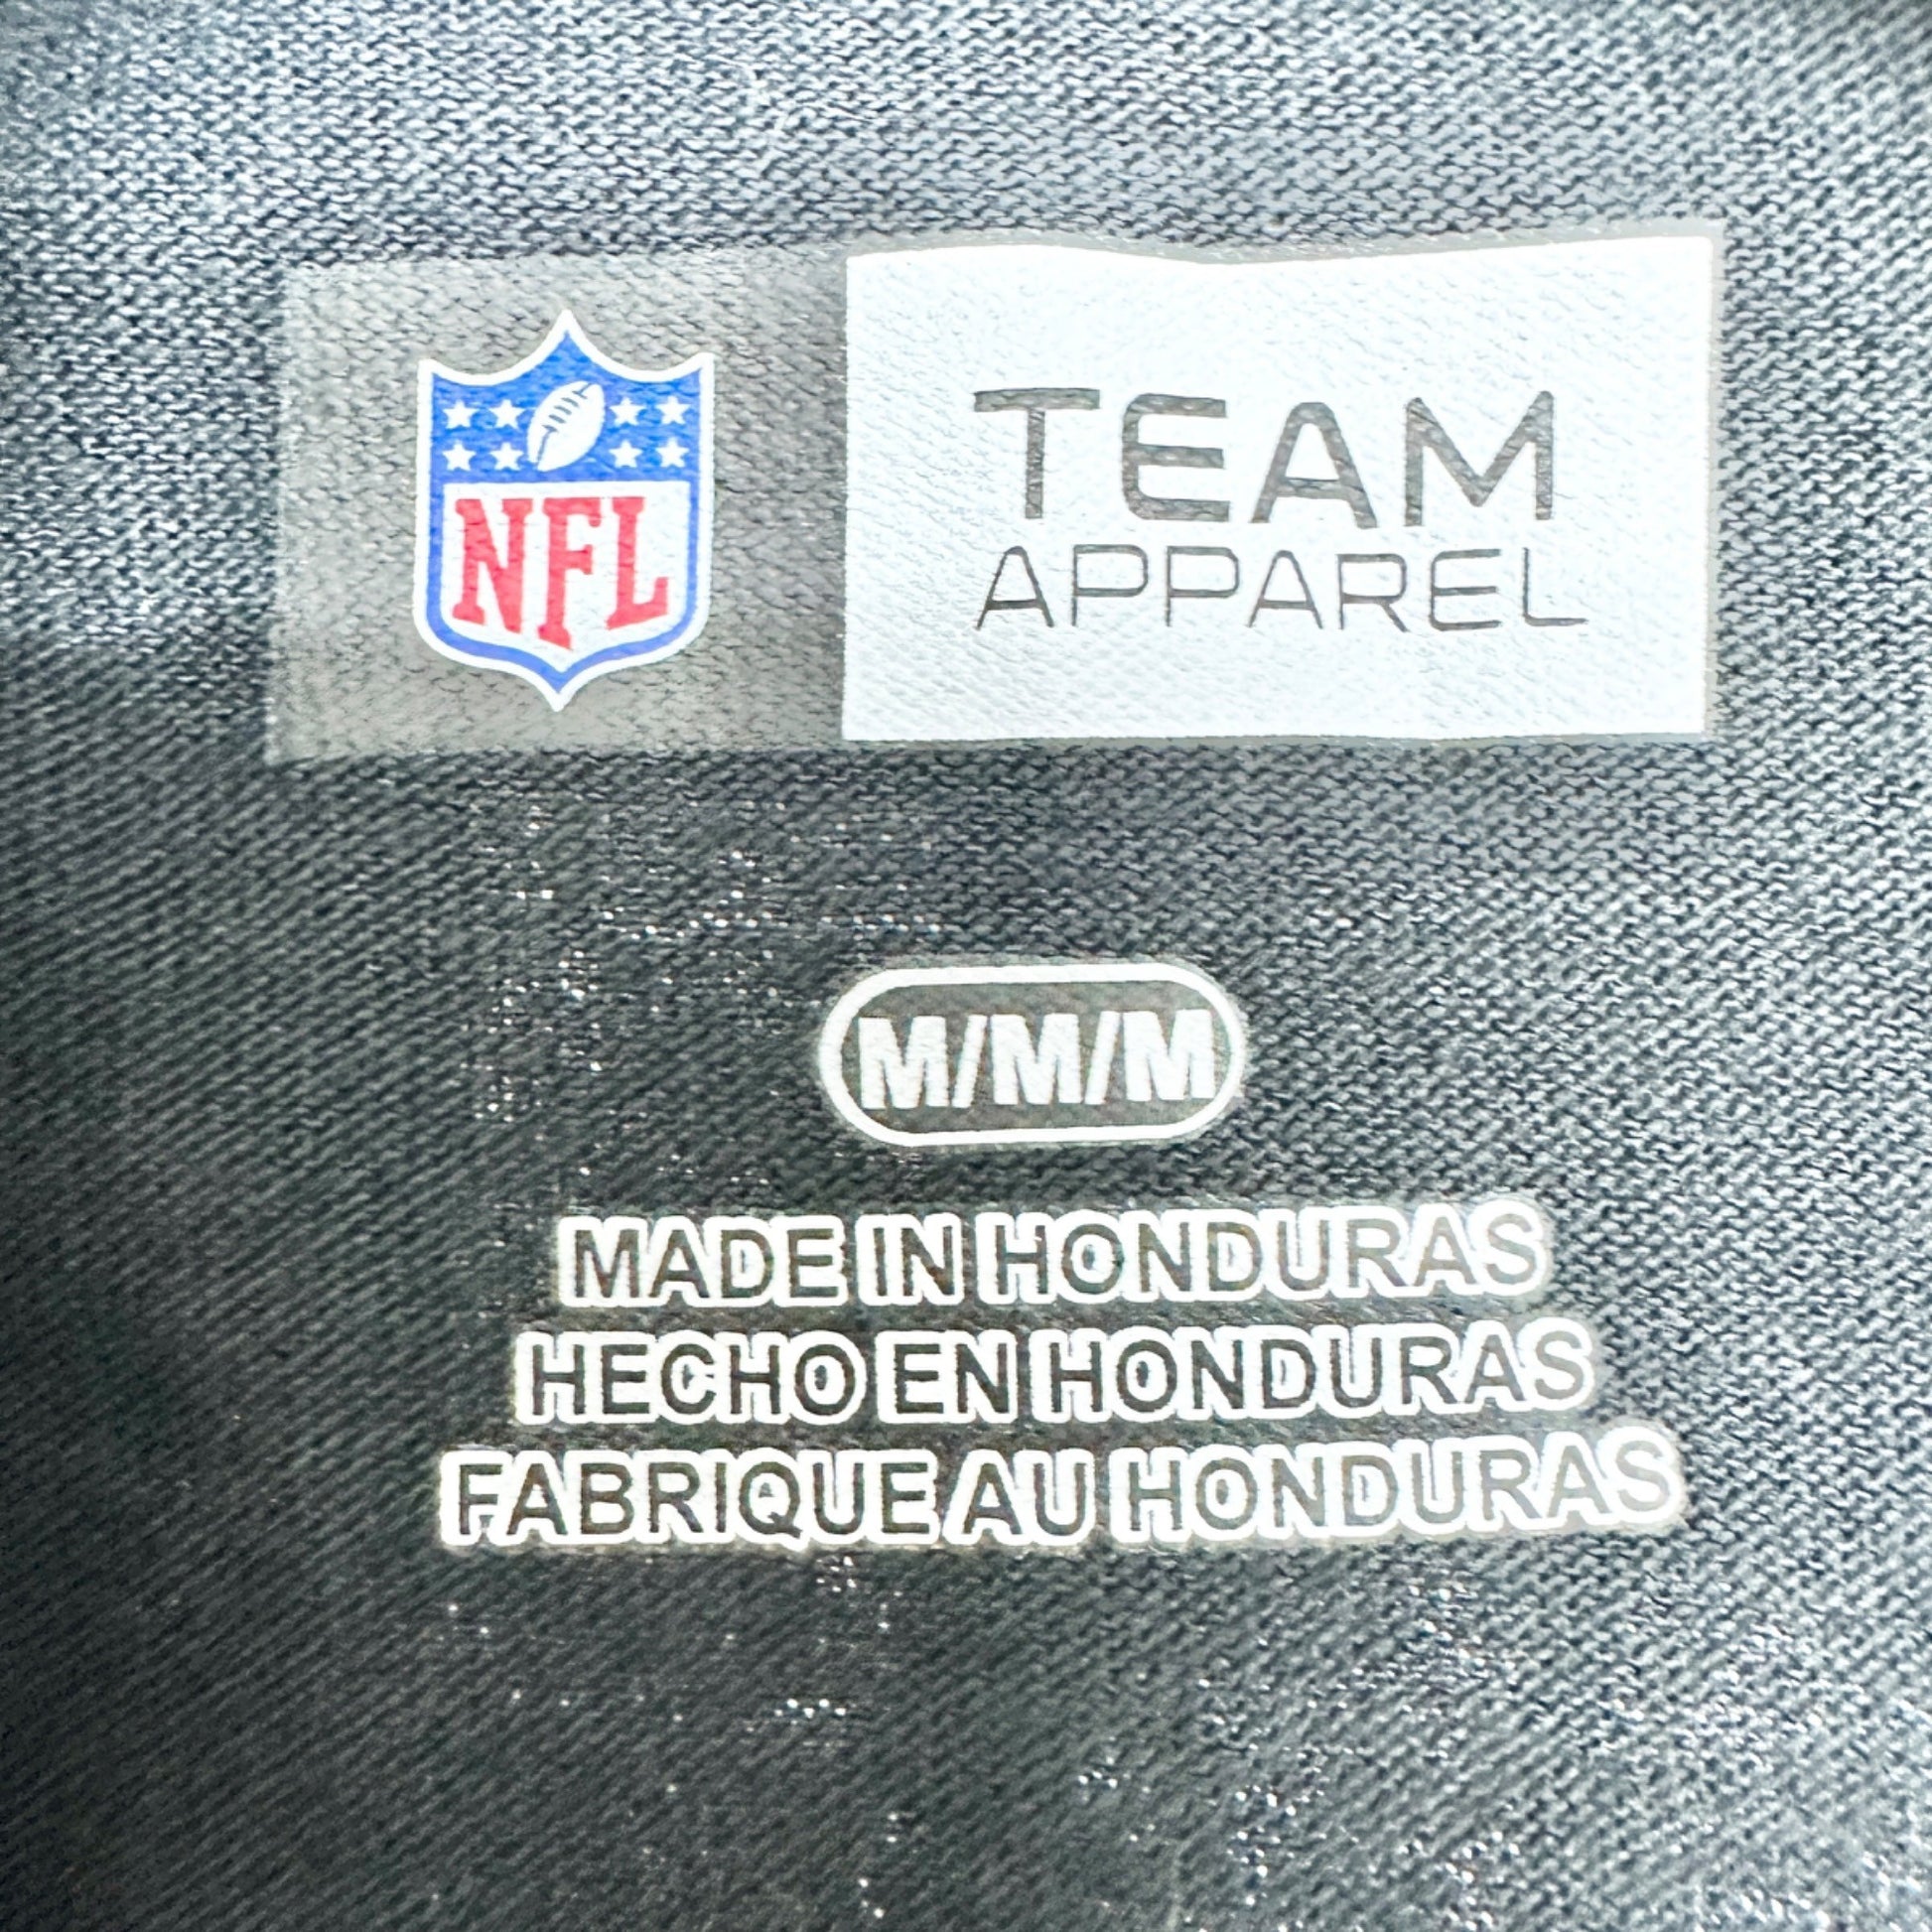 NFL
TEAM
APPAREL
M/M/M
MADE IN HONDURAS
HECHO EN HONDURAS
FABRIQUE AU HONDURAS